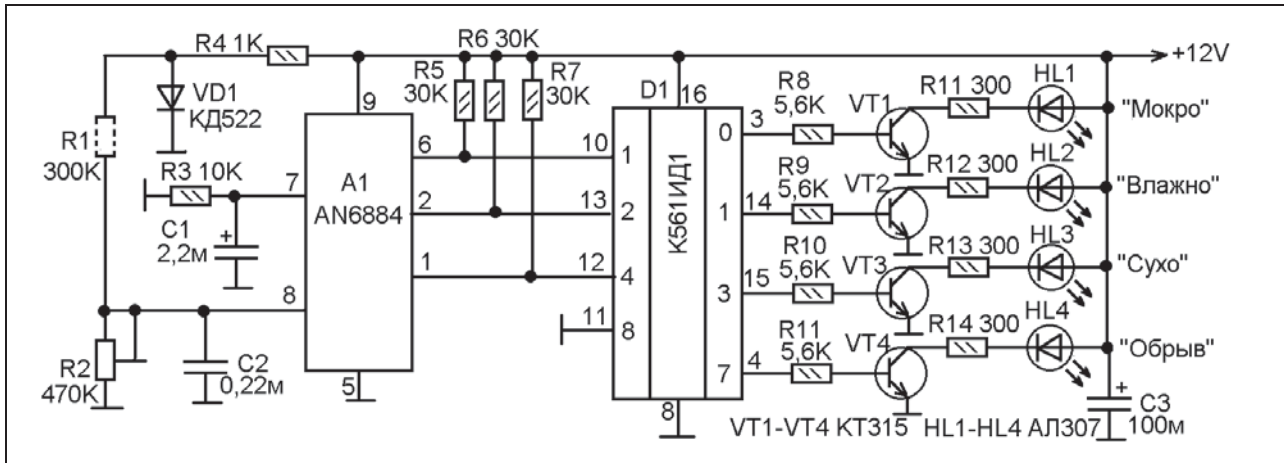 R4 1K
R6 30K
+12V
R5
30K
R7
30K
VD1
КД522
9
D1
16
R8
5,6K
VT1
R11 300
HL1
"Мокро"
R1
300K
R3 10K
7
A1
AN6884
6
10
1
0
3
R9
5,6K
VT2
R12 300
HL2
"Влажно"
C1
2,2м
+
2
13
2
К561ИД1
1
14
R10
5,6K
VT3
R13 300
HL3
"Сухо"
1
12
4
3
15
8
11
8
R11
5,6K
VT4
R14 300
HL4
"Обрыв"
R2
470K
C2
0,22м
5
7
4
8
+
C3
100м
VT1-VT4 КТ315
HL1-HL4 АЛ307